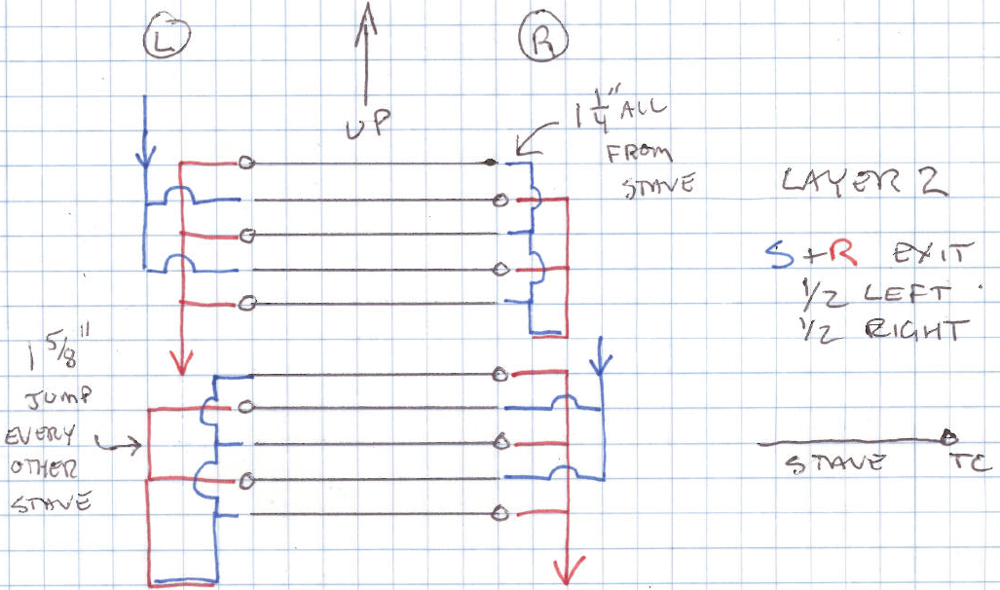 L
R
UP
1 1/4" ALL
FROM
STAVE
LAYER 2
S+R EXIT
1/2 LEFT
1/2 RIGHT
1 5/8"
JUMP
EVERY
OTHER
STAVE
STAVE TC